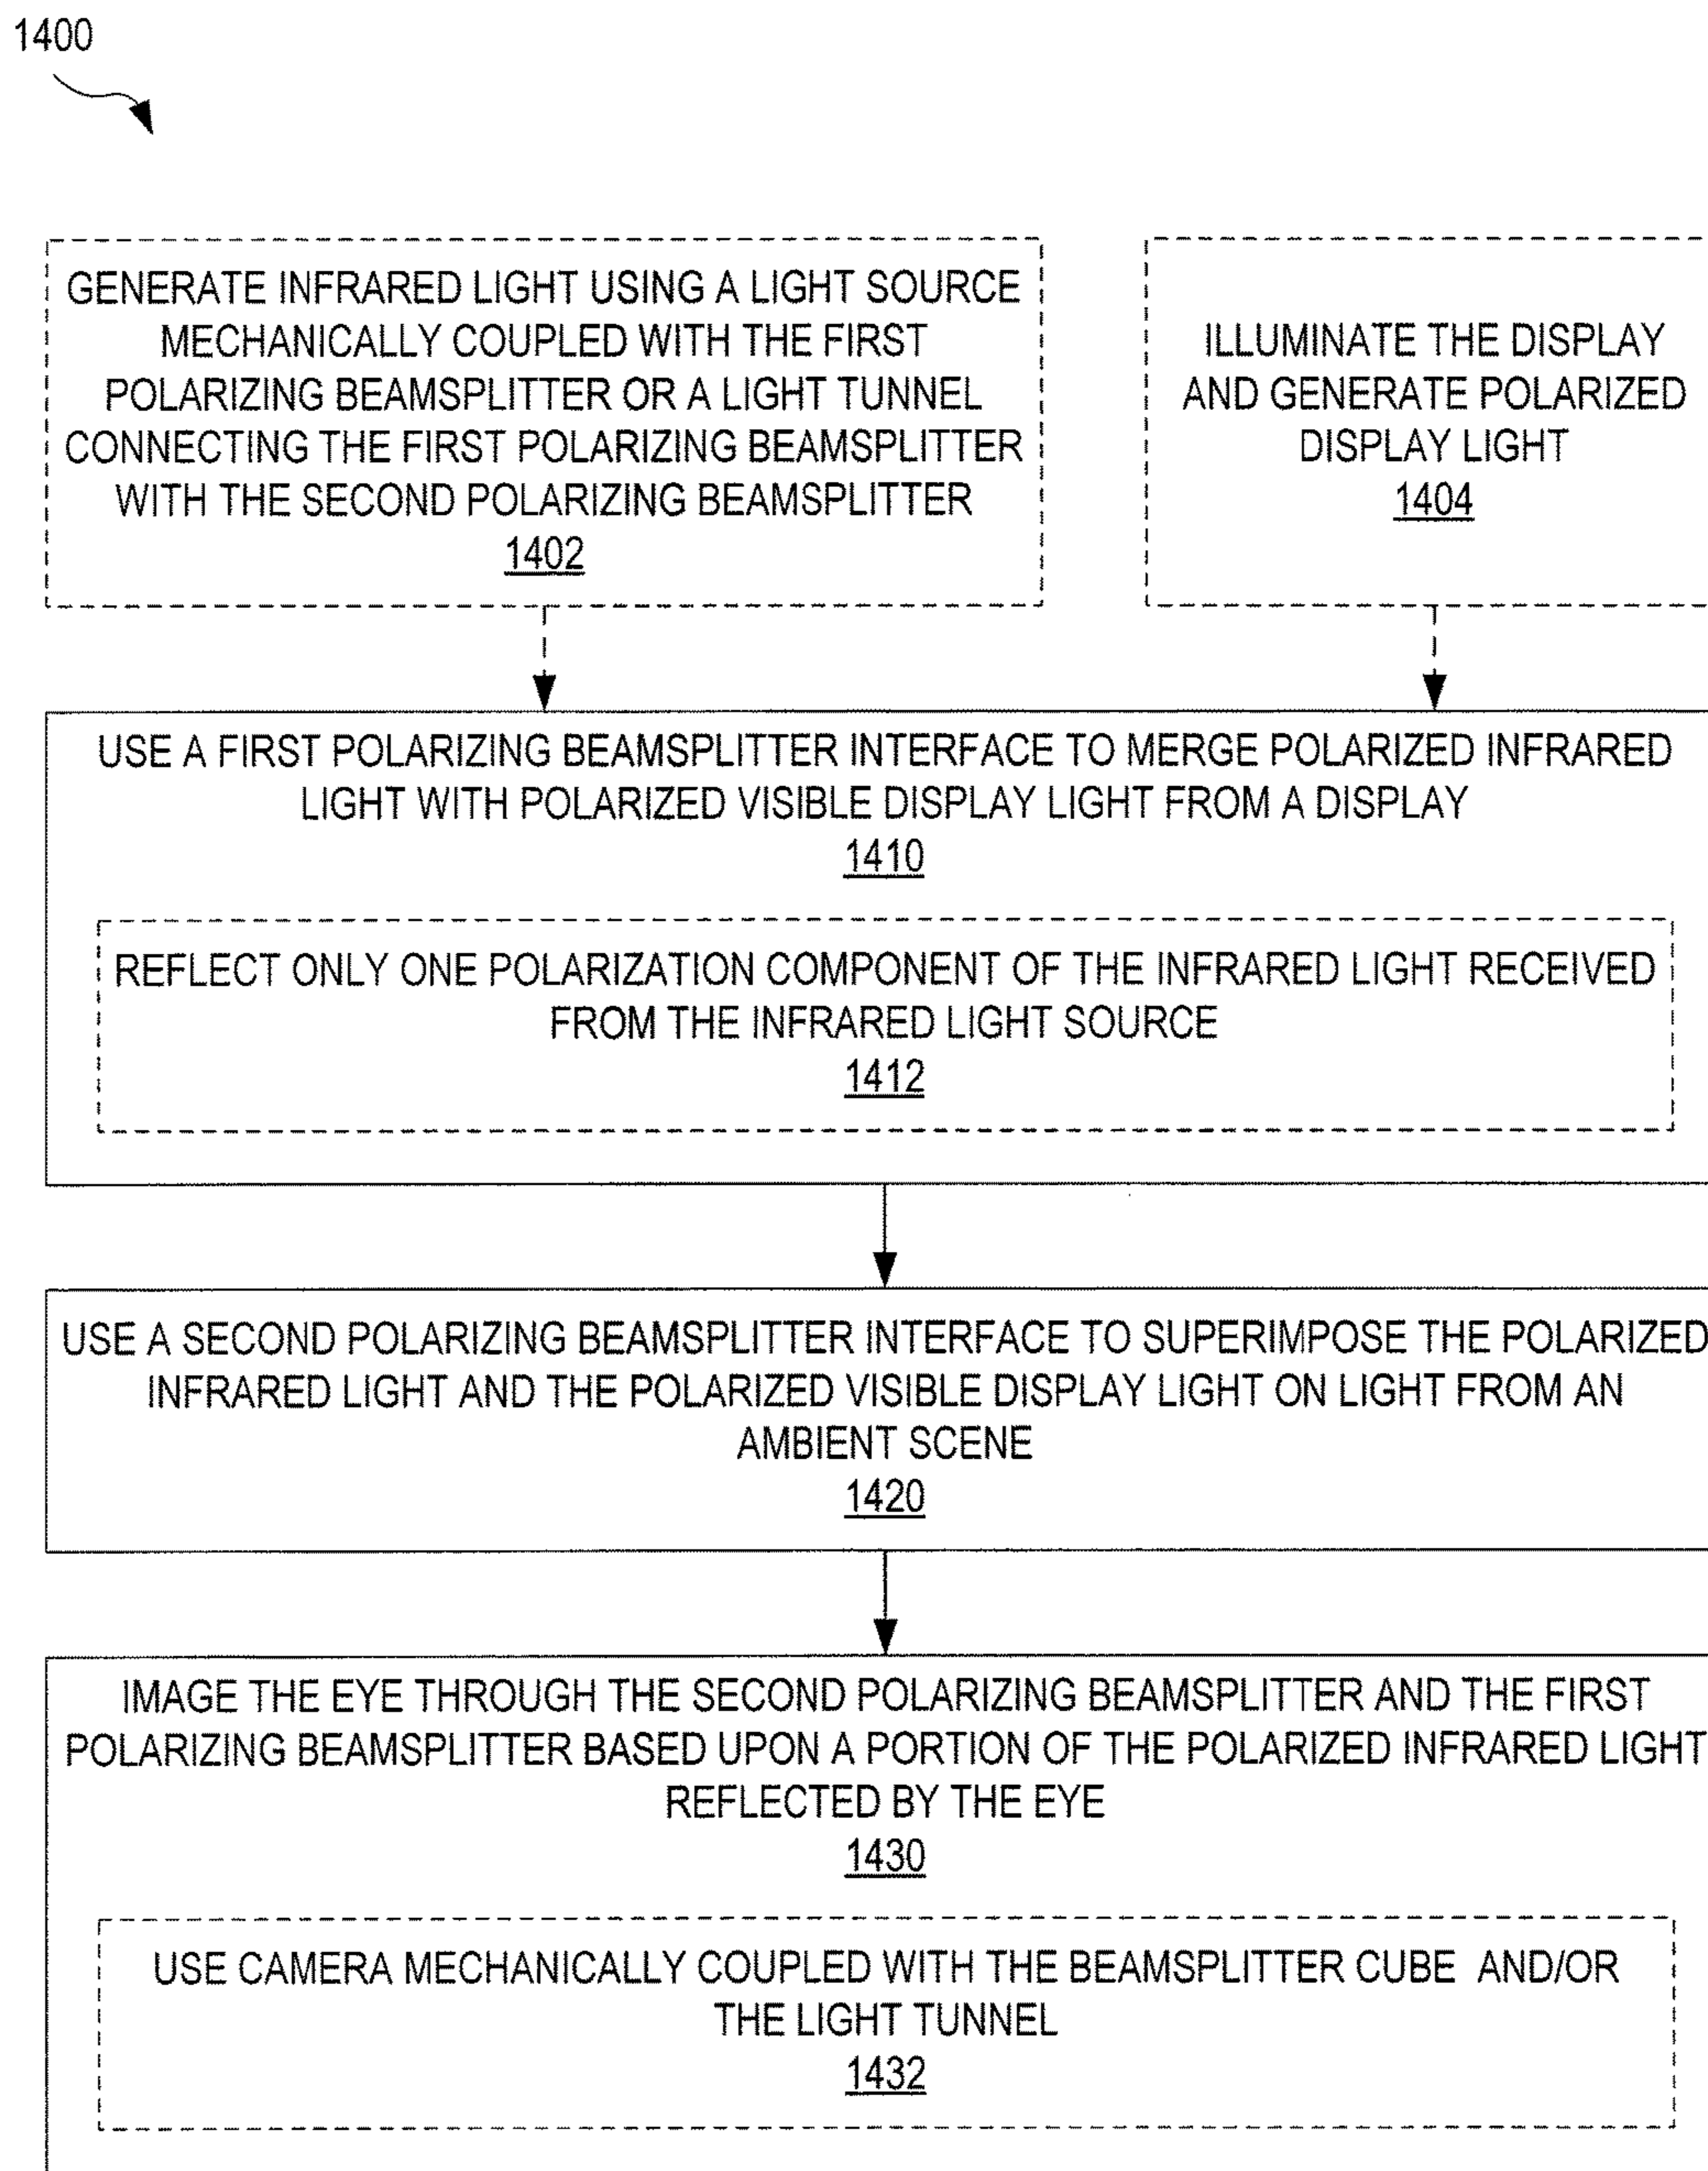 1400
GENERATE INFRARED LIGHT USING A LIGHT SOURCE
MECHANICALLY COUPLED WITH THE FIRST
POLARIZING BEAMSPLITTER OR A LIGHT TUNNEL
CONNECTING THE FIRST POLARIZING BEAMSPLITTER
WITH THE SECOND POLARIZING BEAMSPLITTER
1402
ILLUMINATE THE DISPLAY
AND GENERATE POLARIZED
DISPLAY LIGHT
1404
USE A FIRST POLARIZING BEAMSPLITTER INTERFACE TO MERGE POLARIZED INFRARED
LIGHT WITH POLARIZED VISIBLE DISPLAY LIGHT FROM A DISPLAY
1410
REFLECT ONLY ONE POLARIZATION COMPONENT OF THE INFRARED LIGHT RECEIVED
FROM THE INFRARED LIGHT SOURCE
1412
USE A SECOND POLARIZING BEAMSPLITTER INTERFACE TO SUPERIMPOSE THE POLARIZED
INFRARED LIGHT AND THE POLARIZED VISIBLE DISPLAY LIGHT ON LIGHT FROM AN
AMBIENT SCENE
1420
IMAGE THE EYE THROUGH THE SECOND POLARIZING BEAMSPLITTER AND THE FIRST
POLARIZING BEAMSPLITTER BASED UPON A PORTION OF THE POLARIZED INFRARED LIGHT
REFLECTED BY THE EYE
1430
USE CAMERA MECHANICALLY COUPLED WITH THE BEAMSPLITTER CUBE AND/OR
THE LIGHT TUNNEL
1432